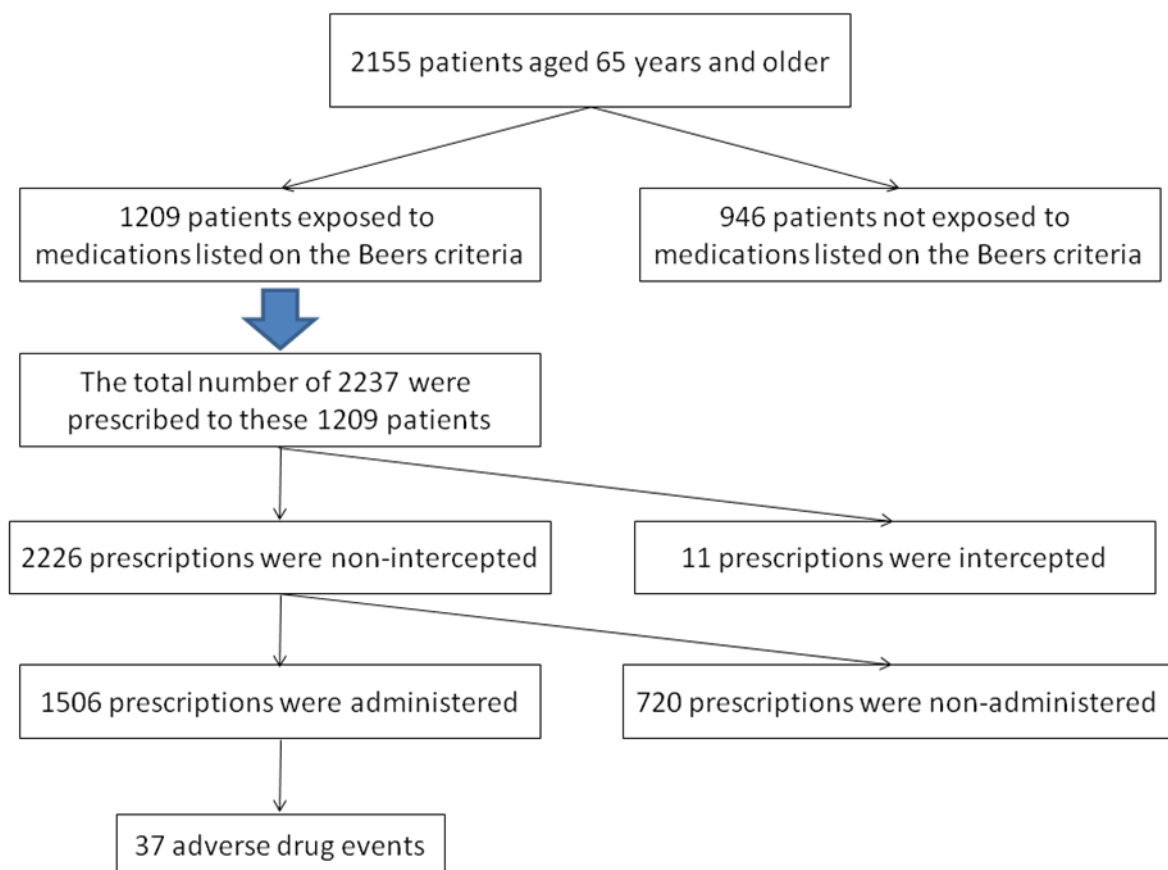 2155 patients aged 65 years and older
1209 patients exposed to
medications listed on the Beers criteria
946 patients not exposed to
medications listed on the Beers criteria
The total number of 2237 were
prescribed to these 1209 patients
2226 prescriptions were non-intercepted
11 prescriptions were intercepted
1506 prescriptions were administered
720 prescriptions were non-administered
37 adverse drug events